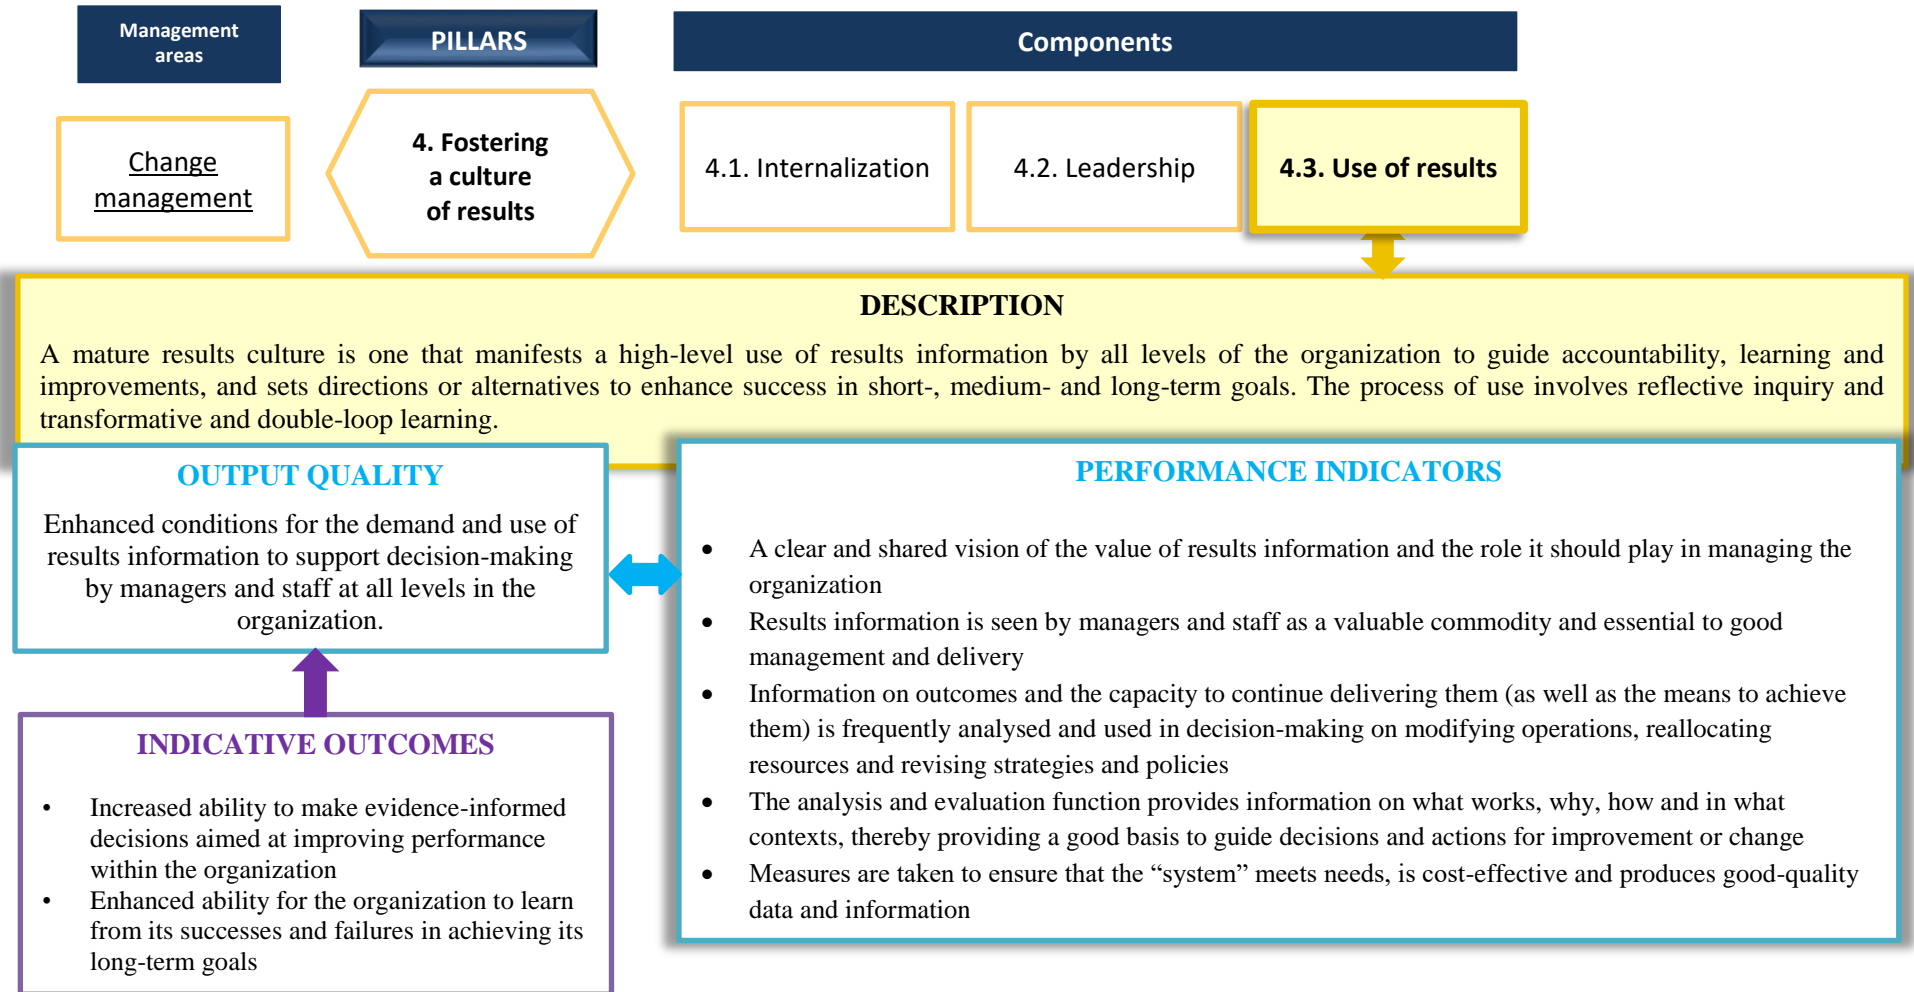 Management
areas
PILLARS
Components
Change
management
4. Fostering
a culture
of results
4.1. Internalization
4.2. Leadership
4.3. Use of results
DESCRIPTION
A mature results culture is one that manifests a high-level use of results information by all levels of the organization to guide accountability, learning and
improvements, and sets directions or alternatives to enhance success in short-, medium- and long-term goals. The process of use involves reflective inquiry and
transformative and double-loop learning.
OUTPUT QUALITY
Enhanced conditions for the demand and use of
results information to support decision-making
by managers and staff at all levels in the
organization.
INDICATIVE OUTCOMES
• Increased ability to make evidence-informed
decisions aimed at improving performance
within the organization
• Enhanced ability for the organization to learn
from its successes and failures in achieving its
long-term goals
PERFORMANCE INDICATORS
• A clear and shared vision of the value of results information and the role it should play in managing the
organization
• Results information is seen by managers and staff as a valuable commodity and essential to good
management and delivery
• Information on outcomes and the capacity to continue delivering them (as well as the means to achieve
them) is frequently analysed and used in decision-making on modifying operations, reallocating
resources and revising strategies and policies
• The analysis and evaluation function provides information on what works, why, how and in what
contexts, thereby providing a good basis to guide decisions and actions for improvement or change
• Measures are taken to ensure that the “system” meets needs, is cost-effective and produces good-quality
data and information